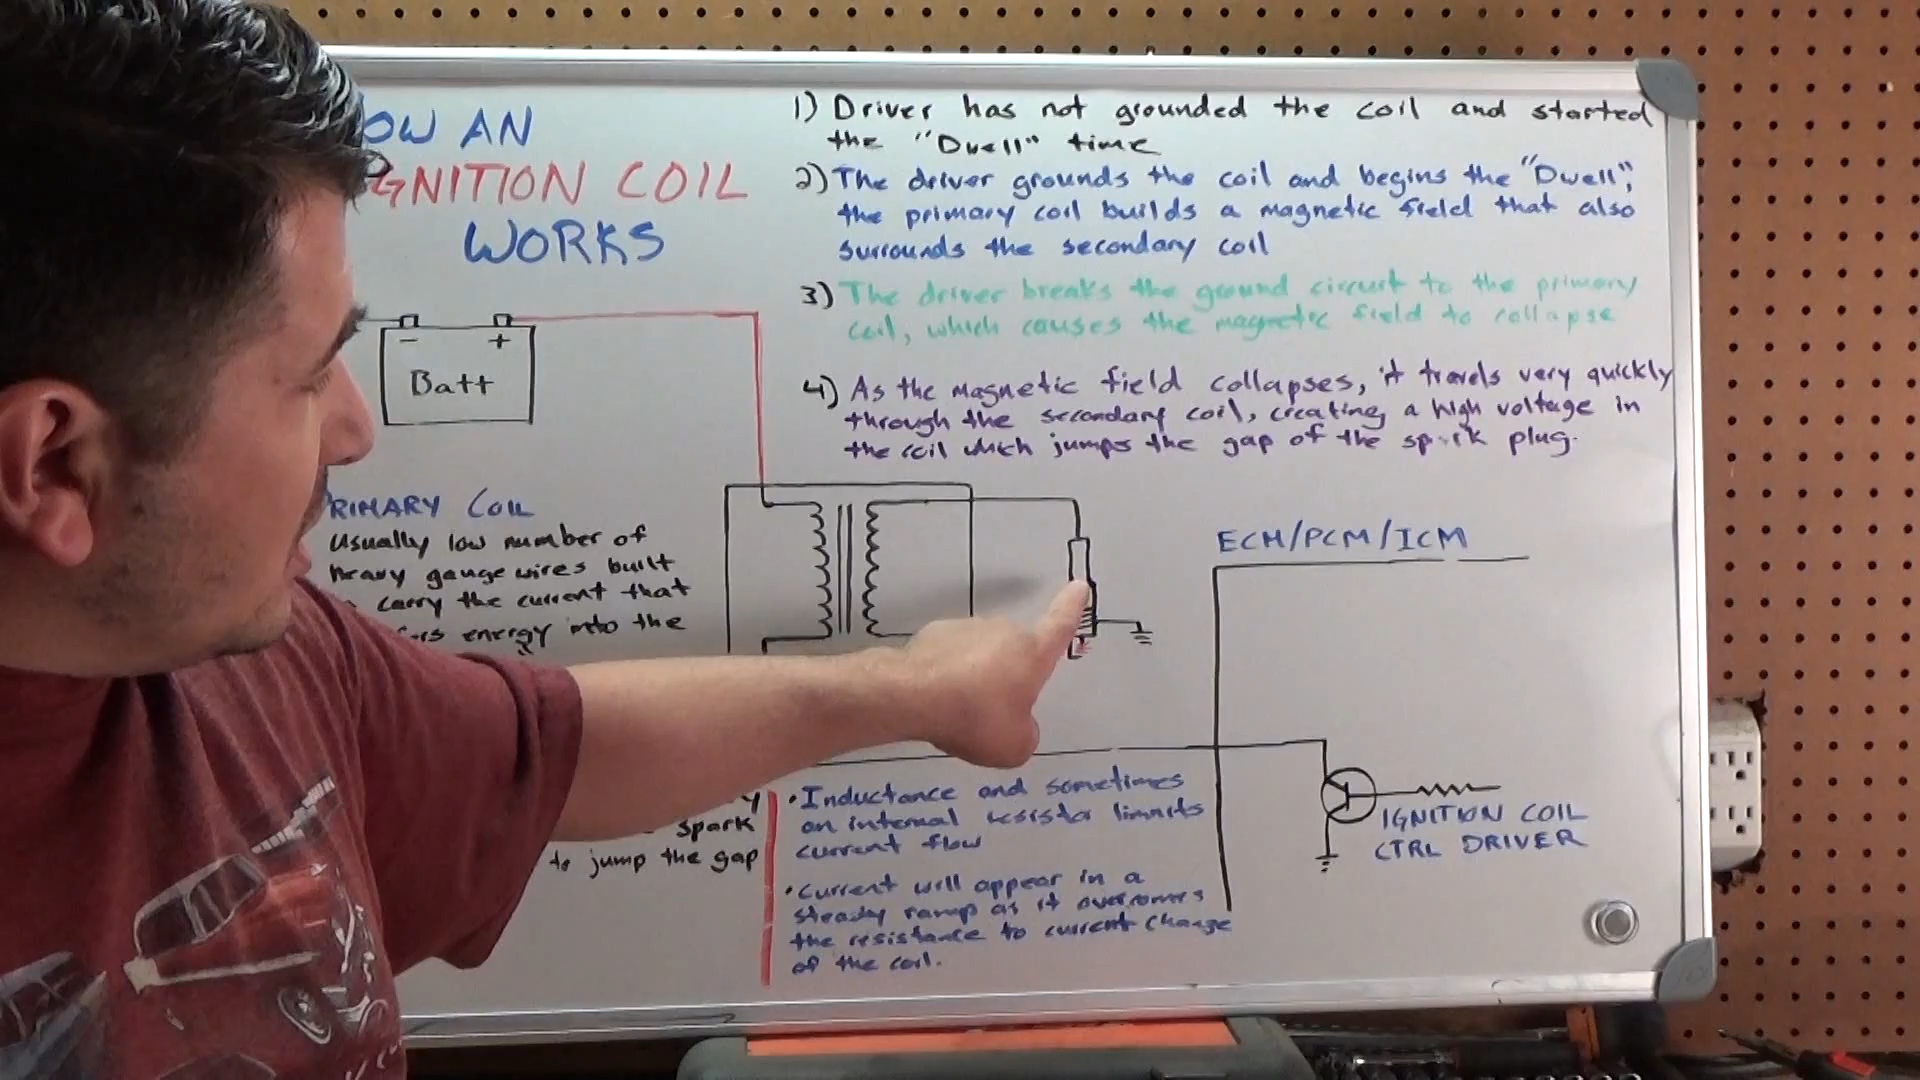 OW AN
IGNITION COIL
WORKS
1) Driver has not grounded the coil and started
the "Dwell" time
2) The driver grounds the coil and begins the "Dwell",
the primary coil builds a magnetic field that also
surrounds the secondary coil
3) The driver breaks the ground circuit to the primary
coil, which causes the magnetic field to collapse
4) As the magnetic field collapses, it travels very quickly
through the secondary coil, creating a high voltage in
the coil which jumps the gap of the spark plug.
- +
Batt
RIMARY COIL
Usually low number of
heavy gauge wires built
carry the current that
energy into the
ECM/PCM/ICM
Y
spark
to jump the gap
• Inductance and sometimes
an internal resistor limits
current flow
• Current will appear in a
steady ramp as it overcomes
the resistance to current change
of the coil.
IGNITION COIL
CTRL DRIVER